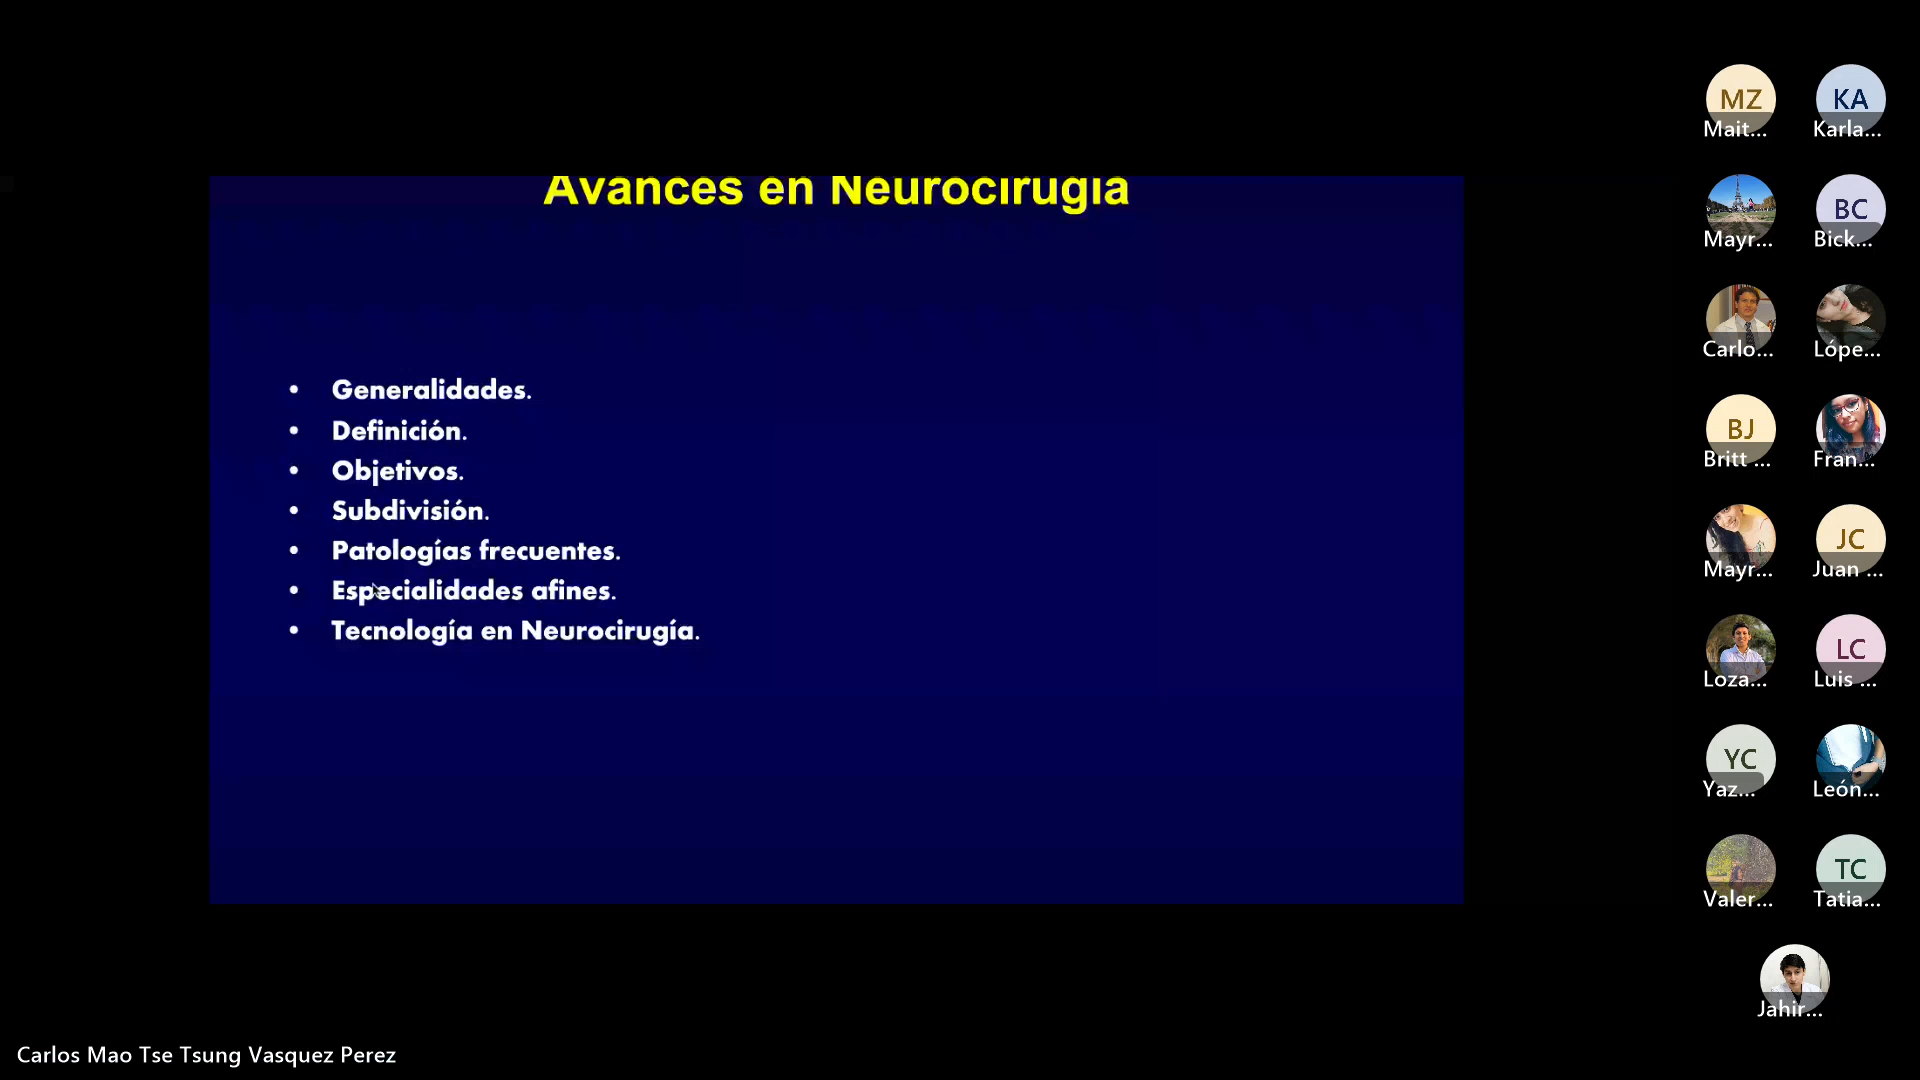 Avances en Neurocirugía
• Generalidades.
• Definición.
• Objetivos.
• Subdivisión.
• Patologías frecuentes.
• Especialidades afines.
• Tecnología en Neurocirugía.
MZ
Mait...
KA
Karla...
Mayr...
BC
Bick...
Carlo...
Lópe...
BJ
Britt ...
Fran...
Mayr...
JC
Juan ...
Loza...
LC
Luis ...
YC
Yaz...
León...
Valer...
TC
Tatia...
Jahir...
Carlos Mao Tse Tsung Vasquez Perez